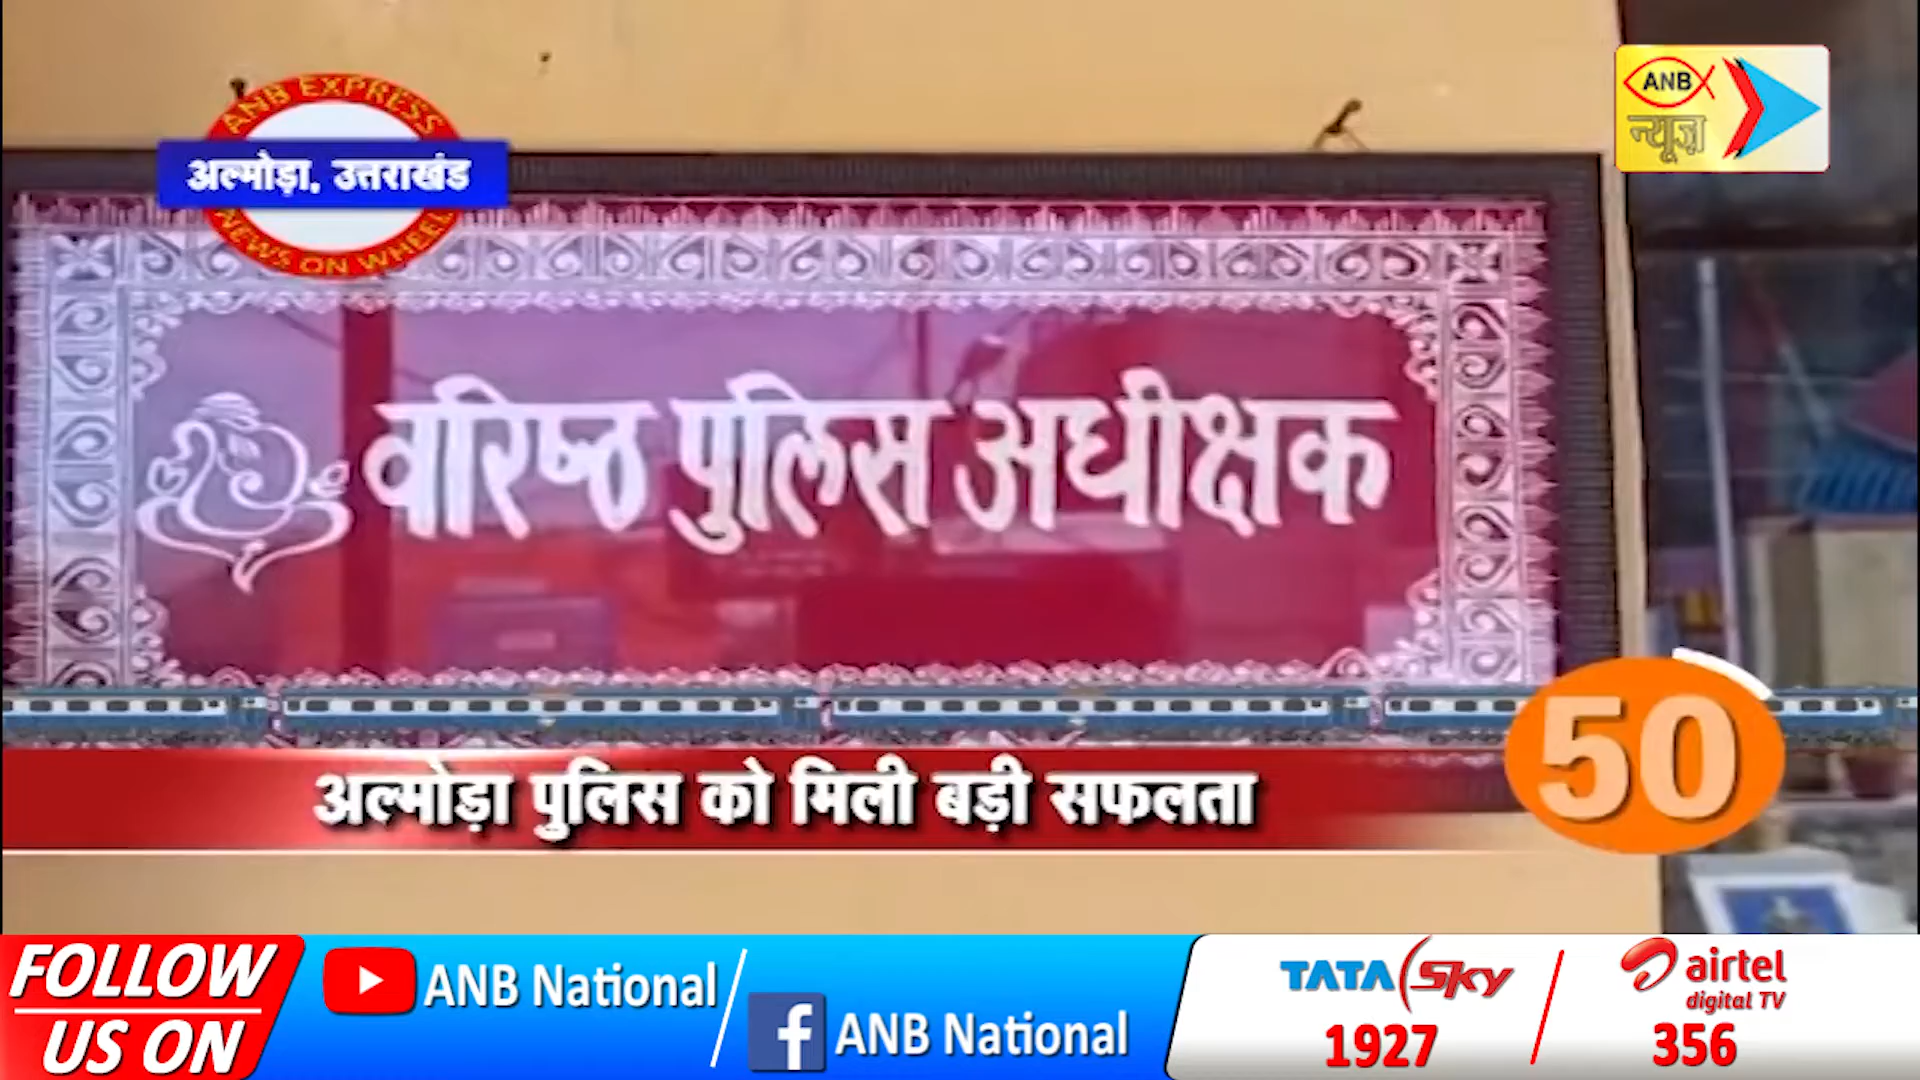 ANB EXPRESS
अल्मोड़ा, उत्तराखंड
NEWS ON WHEEL
ANB
न्यूज़
वरिष्ठ पुलिस अधीक्षक
अल्मोड़ा पुलिस को मिली बड़ी सफलता
50
FOLLOW
US ON
ANB National
ANB National
TATA Sky
1927
airtel
digital TV
356